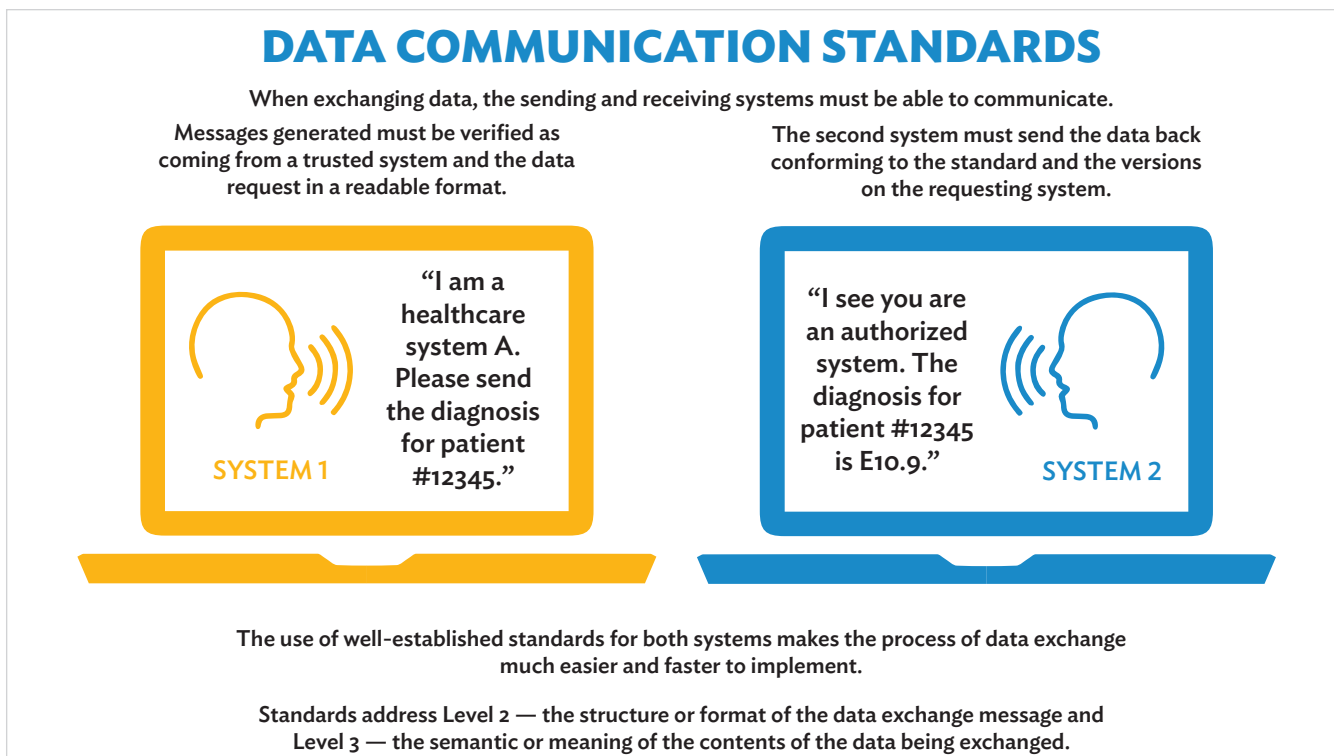 DATA COMMUNICATION STANDARDS
When exchanging data, the sending and receiving systems must be able to communicate.
Messages generated must be verified as
coming from a trusted system and the data
request in a readable format.
The second system must send the data back
conforming to the standard and the versions
on the requesting system.
“I am a
healthcare
system A.
Please send
the diagnosis
for patient
#12345.”
SYSTEM 1
“I see you are
an authorized
system. The
diagnosis for
patient #12345
is E10.9.”
SYSTEM 2
The use of well-established standards for both systems makes the process of data exchange
much easier and faster to implement.
Standards address Level 2 — the structure or format of the data exchange message and
Level 3 — the semantic or meaning of the contents of the data being exchanged.